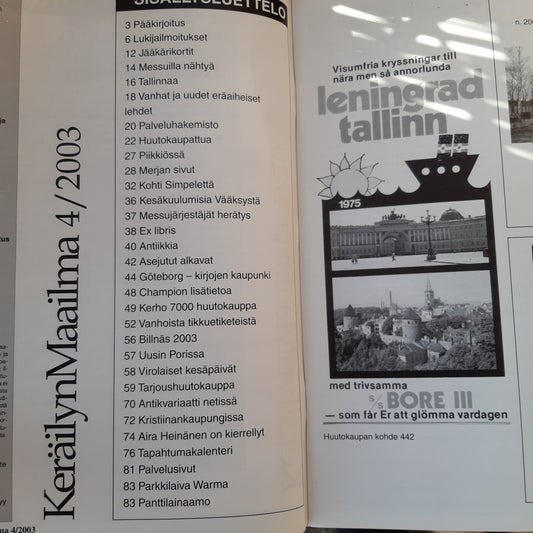 KeräilynMaailma 4/2003
SISÄLLYSLUETTELO
3 Pääkirjoitus
6 Lukijailmoitukset
12 Jääkärikortit
14 Messuilla nähtyä
16 Tallinnaa
18 Vanhat ja uudet eräaiheiset
lehdet
20 Palveluhakemisto
22 Huutokaupattua
27 Piikkiössä
28 Merjan sivut
32 Kohti Simpelettä
36 Kesäkuulumisia Vääksystä
37 Messujärjestäjät herätys
38 Ex libris
40 Antiikkia
42 Asejutut alkavat
44 Göteborg – kirjojen kaupunki
48 Champion lisätietoa
49 Kerho 7000 huutokauppa
52 Vanhoista tikkuetiketeistä
56 Billnäs 2003
57 Uusin Porissa
58 Virolaiset kesäpäivät
59 Tarjoushuutokauppa
70 Antikvariaatti netissä
72 Kristiinankaupungissa
74 Aira Heinänen on kierrellyt
76 Tapahtumakalenteri
81 Palvelusivut
83 Parkkilaiva Warma
83 Panttilainaamo
ma 4/2003
Visumfria kryssningar till
nära men så annorlunda
leningrad
tallinn
1975
med trivsamma
s/s BORE III
— som får Er att glömma vardagen
Huutokaupan kohde 442